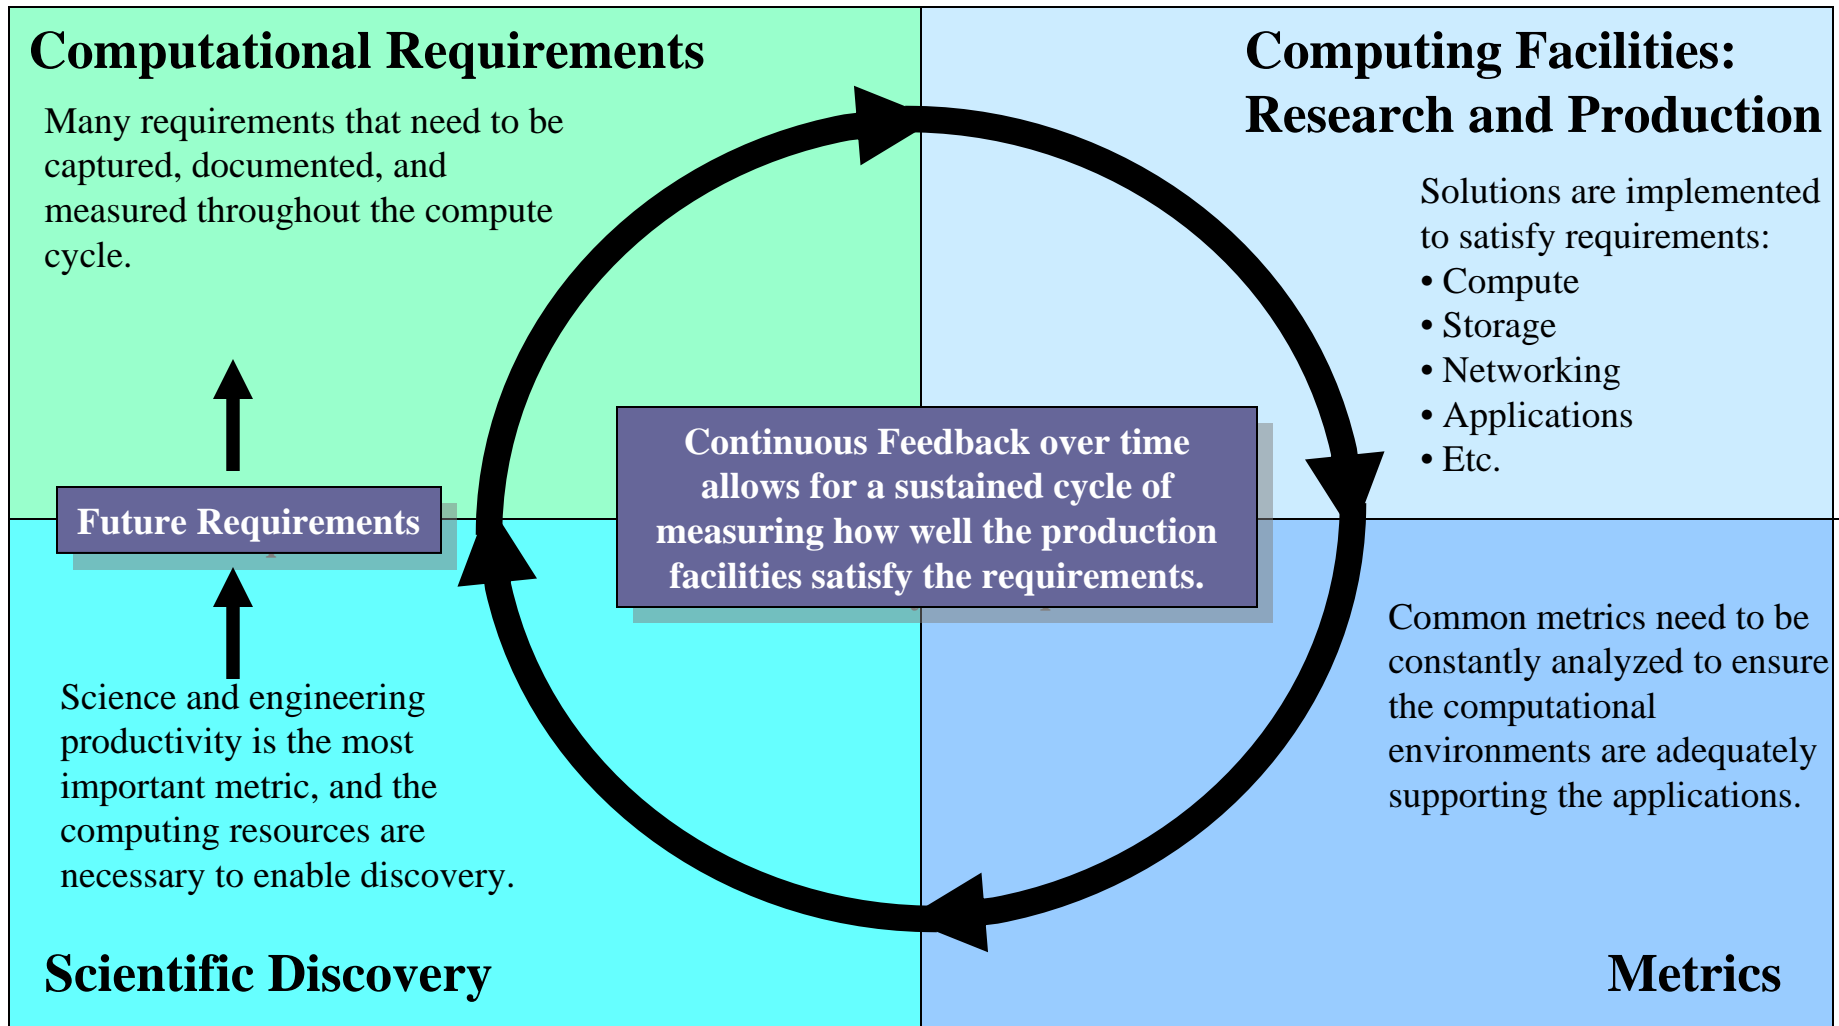 Computational Requirements
Many requirements that need to be
captured, documented, and
measured throughout the compute
cycle.
Computing Facilities:
Research and Production
Solutions are implemented
to satisfy requirements:
• Compute
• Storage
• Networking
• Applications
• Etc.
Continuous Feedback over time
allows for a sustained cycle of
measuring how well the production
facilities satisfy the requirements.
Future Requirements
Science and engineering
productivity is the most
important metric, and the
computing resources are
necessary to enable discovery.
Scientific Discovery
Common metrics need to be
constantly analyzed to ensure
the computational
environments are adequately
supporting the applications.
Metrics